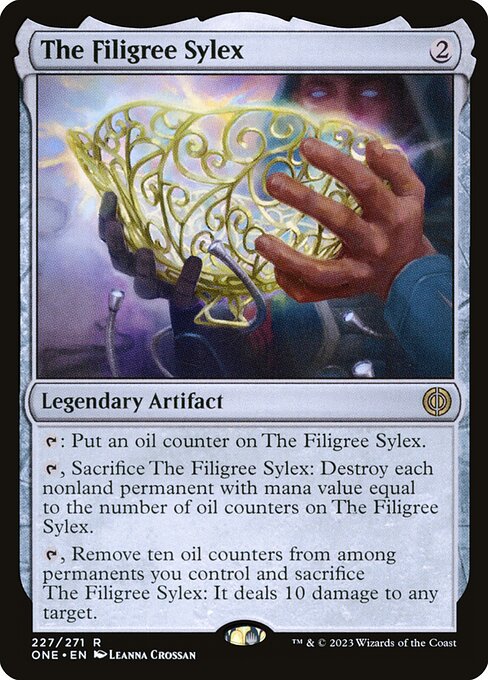 The Filigree Sylex 2
Legendary Artifact
: Put an oil counter on The Filigree Sylex.
, Sacrifice The Filigree Sylex: Destroy each
nonland permanent with mana value equal
to the number of oil counters on The Filigree
Sylex.
, Remove ten oil counters from among
permanents you control and sacrifice
The Filigree Sylex: It deals 10 damage to any
target.
227/271 R
ONE • EN Leanna Crossan
™ & © 2023 Wizards of the Coast